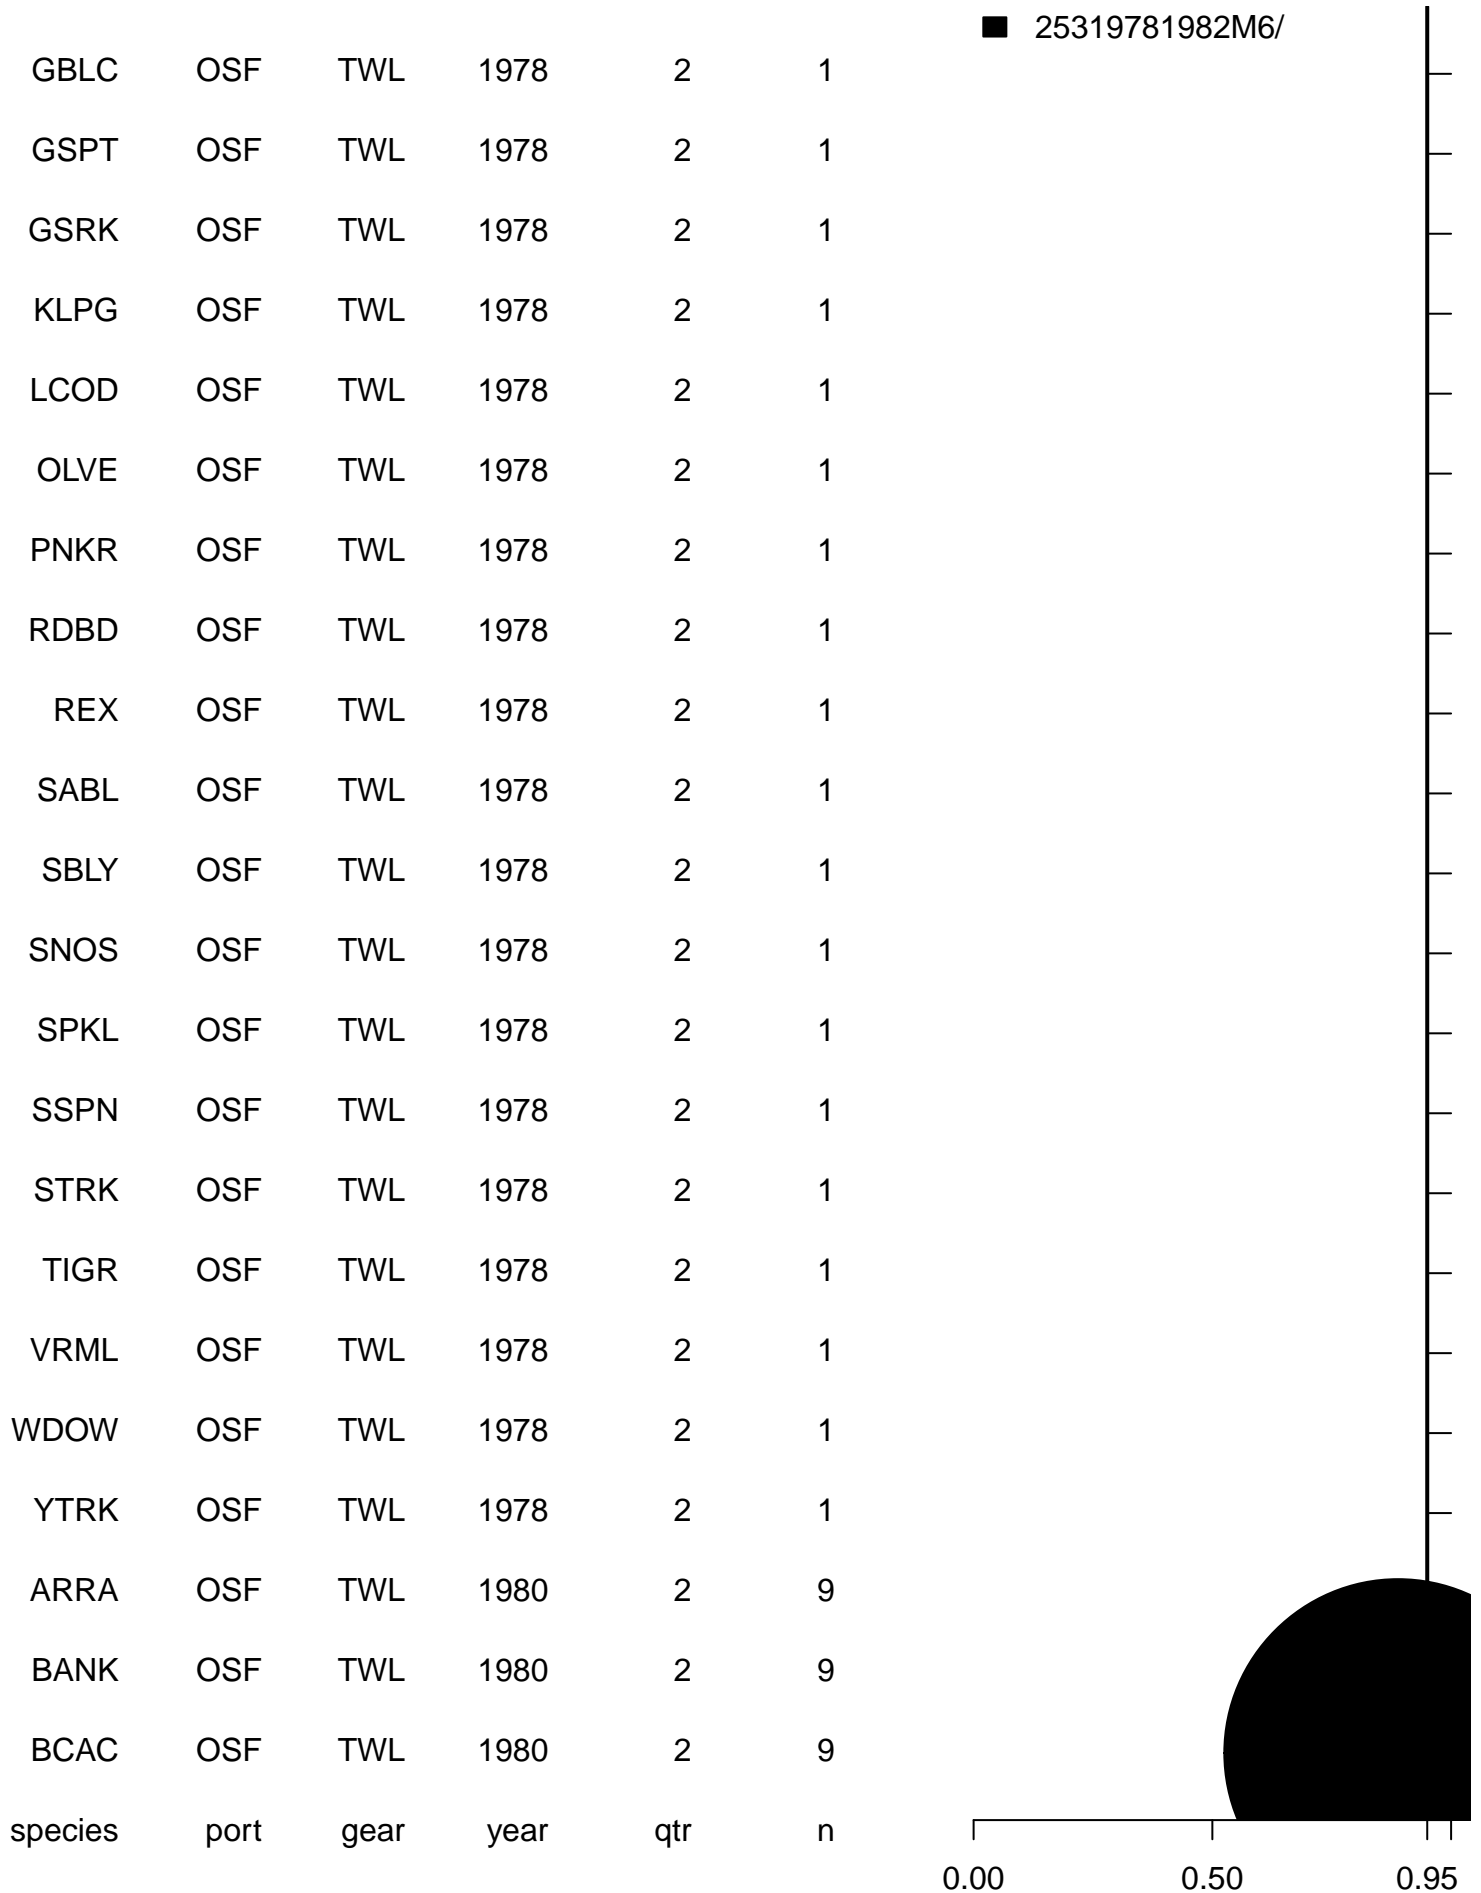 25319781982M6/
GBLC OSF TWL 1978 2 1
GSPT OSF TWL 1978 2 1
GSRK OSF TWL 1978 2 1
KLPG OSF TWL 1978 2 1
LCOD OSF TWL 1978 2 1
OLVE OSF TWL 1978 2 1
PNKR OSF TWL 1978 2 1
RDBD OSF TWL 1978 2 1
REX OSF TWL 1978 2 1
SABL OSF TWL 1978 2 1
SBLY OSF TWL 1978 2 1
SNOS OSF TWL 1978 2 1
SPKL OSF TWL 1978 2 1
SSPN OSF TWL 1978 2 1
STRK OSF TWL 1978 2 1
TIGR OSF TWL 1978 2 1
VRML OSF TWL 1978 2 1
WDOW OSF TWL 1978 2 1
YTRK OSF TWL 1978 2 1
ARRA OSF TWL 1980 2 9
BANK OSF TWL 1980 2 9
BCAC OSF TWL 1980 2 9
species port gear year qtr n
0.00 0.50 0.95